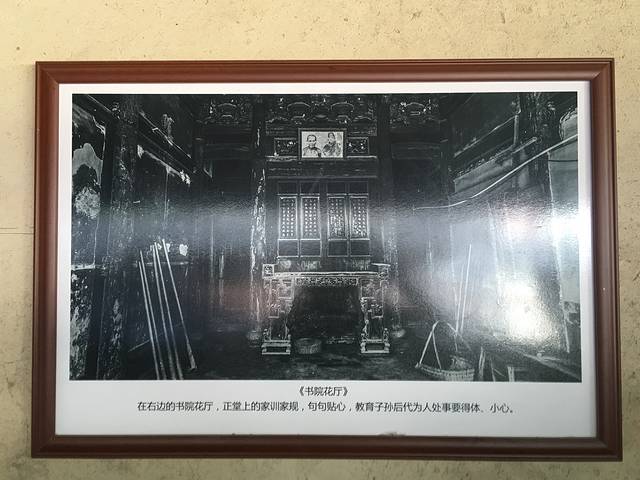 《书院花厅》
在右边的书院花厅，正堂上的家训家规，句句贴心，教育子孙后代为人处事要得体、小心。